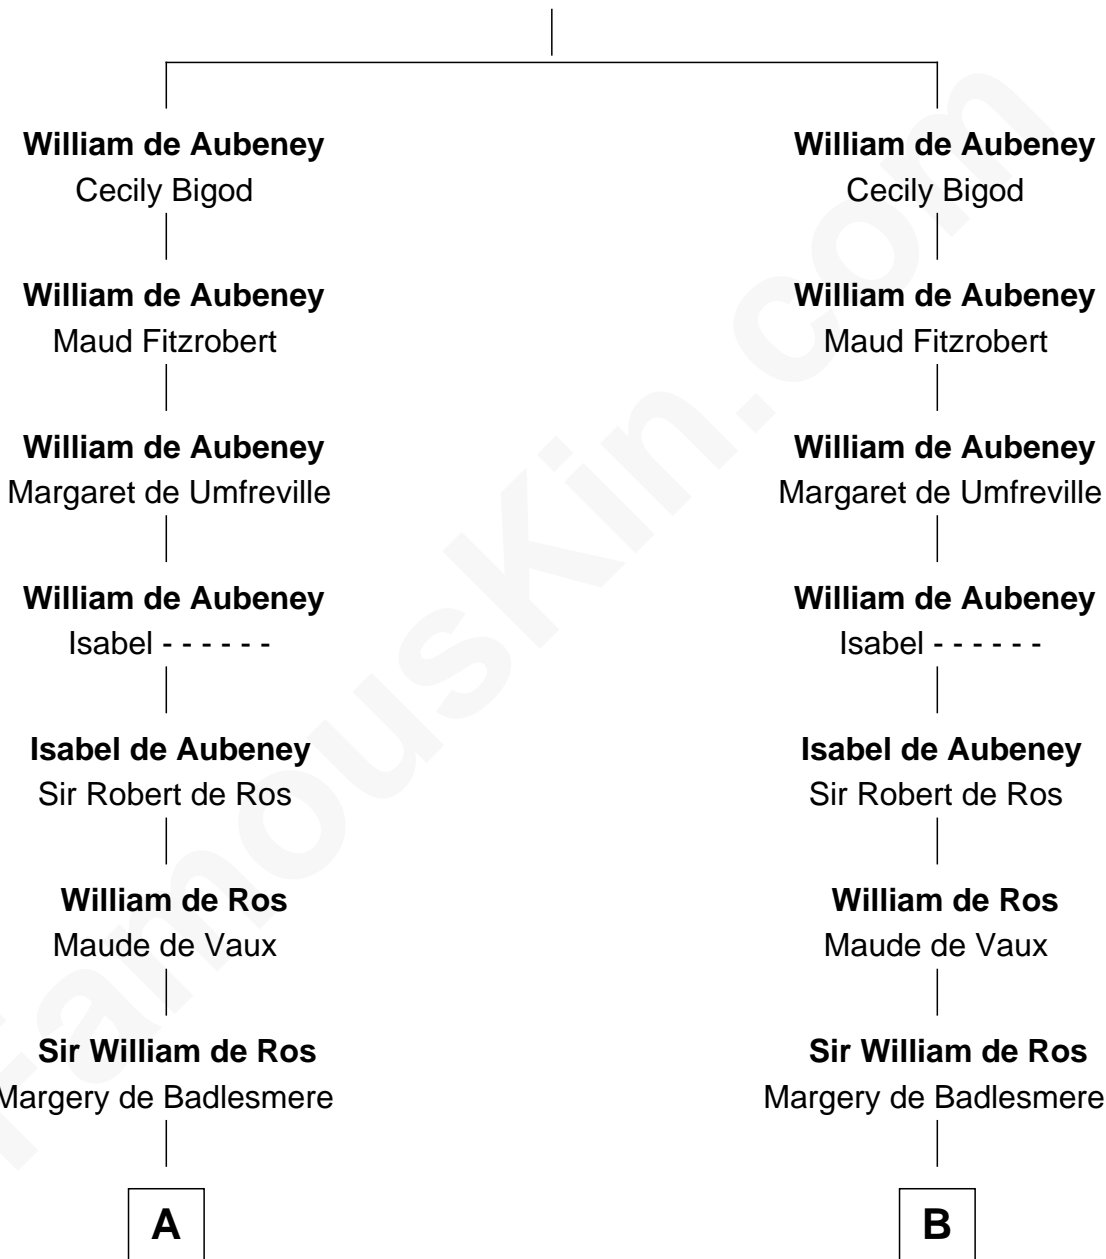 William de Aubeney
Cecily Bigod
William de Aubeney
Maud Fitzrobert
William de Aubeney
Margaret de Umfreville
William de Aubeney
Isabel - - - - - -
Isabel de Aubeney
Sir Robert de Ros
William de Ros
Maude de Vaux
Sir William de Ros
Margery de Badlesmere
A
William de Aubeney
Cecily Bigod
William de Aubeney
Maud Fitzrobert
William de Aubeney
Margaret de Umfreville
William de Aubeney
Isabel - - - - - -
Isabel de Aubeney
Sir Robert de Ros
William de Ros
Maude de Vaux
Sir William de Ros
Margery de Badlesmere
B
FamousKin.com